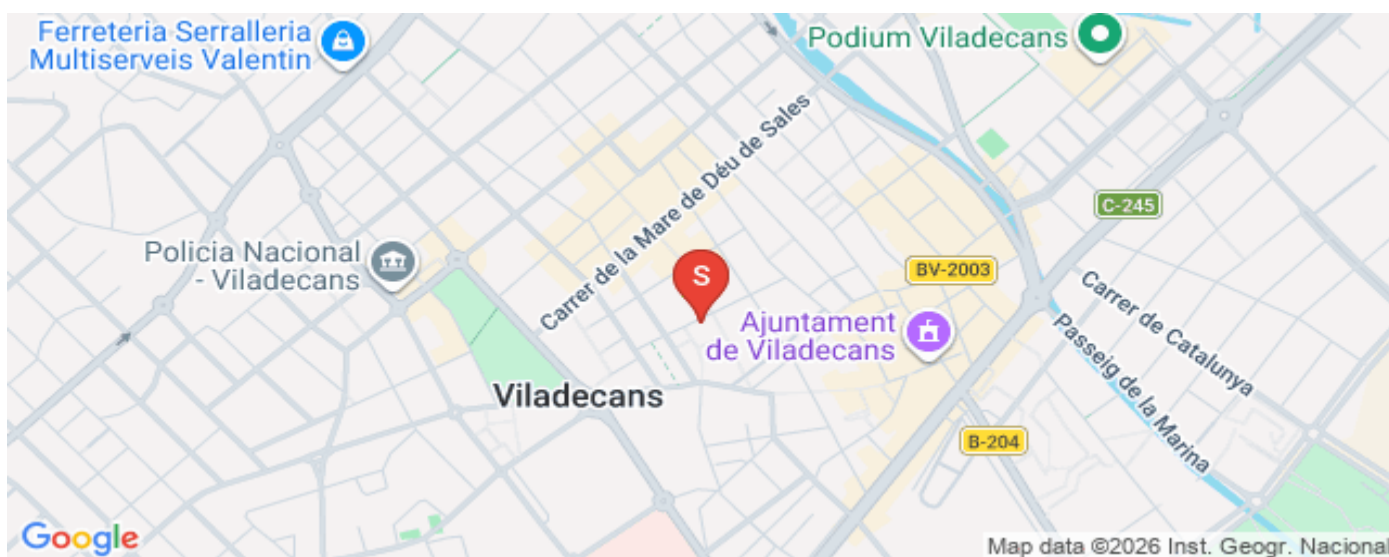 Ferreteria Serralleria
Multiserveis Valentin
Podium Viladecans
Carrer de la Mare de Déu de Sales
C-245
Policia Nacional
- Viladecans
S
BV-2003
Carrer de Catalunya
Ajuntament
de Viladecans
Passeig de la Marina
Viladecans
B-204
Google
Map data ©2026 Inst. Geogr. Nacional